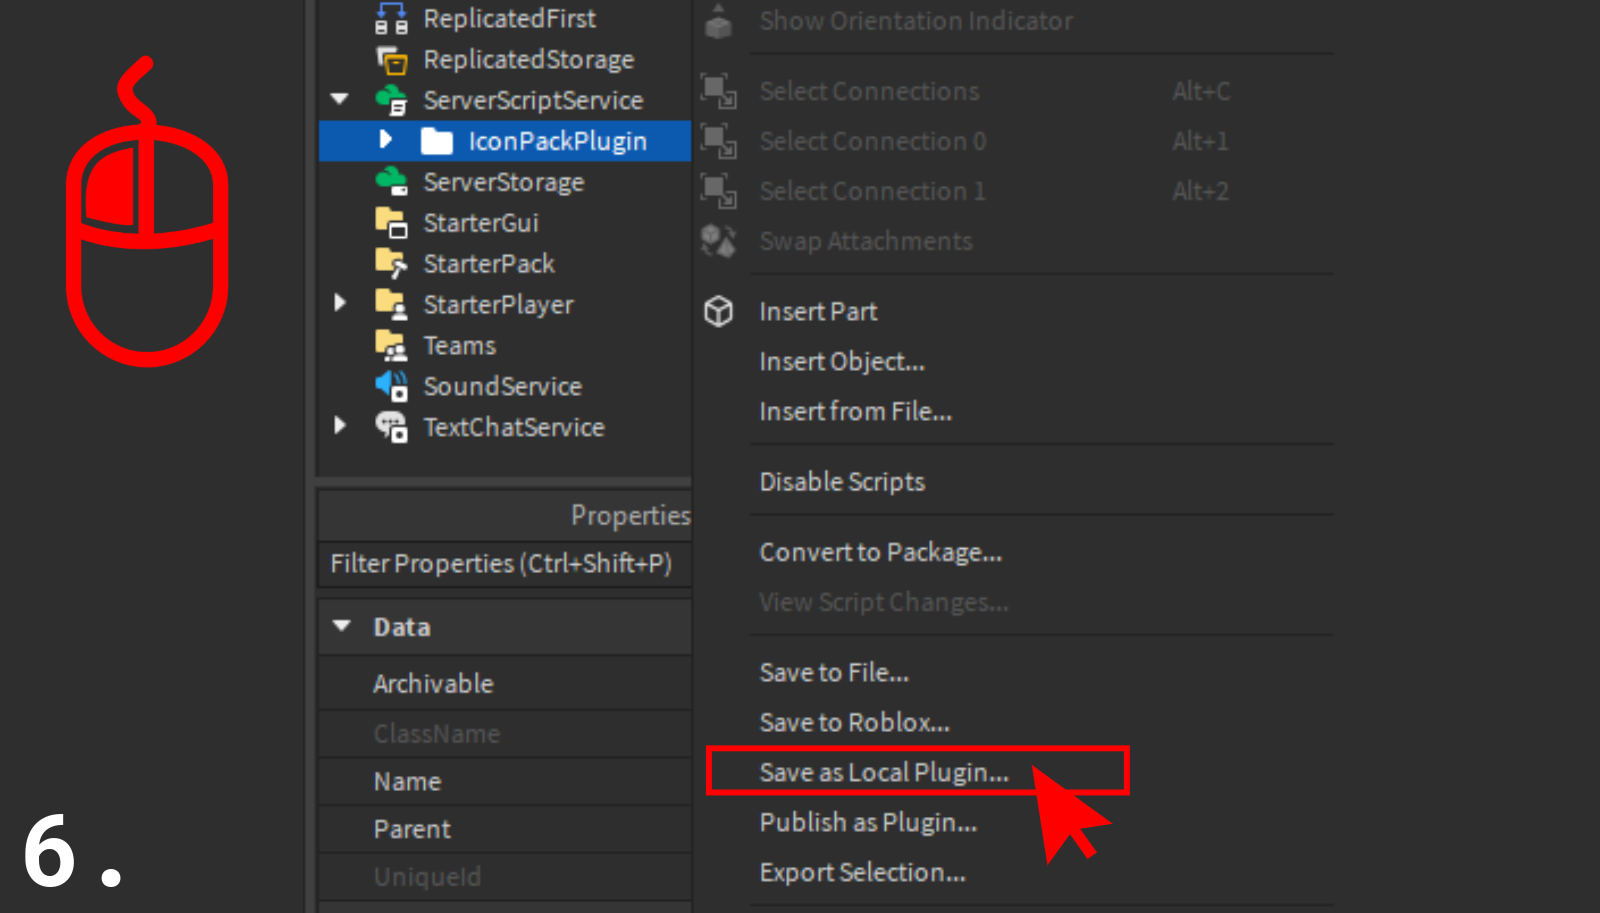 ReplicatedFirst
ReplicatedStorage
ServerScriptService
IconPackPlugin
ServerStorage
StarterGui
StarterPack
StarterPlayer
Teams
SoundService
TextChatService
Properties
Filter Properties (Ctrl+Shift+P)
Data
Archivable
ClassName
Name
Parent
UniqueId
Show Orientation Indicator
Select Connections Alt+C
Select Connection 0 Alt+1
Select Connection 1 Alt+2
Swap Attachments
Insert Part
Insert Object...
Insert from File...
Disable Scripts
Convert to Package...
View Script Changes...
Save to File...
Save to Roblox...
Save as Local Plugin...
Publish as Plugin...
Export Selection...
6.